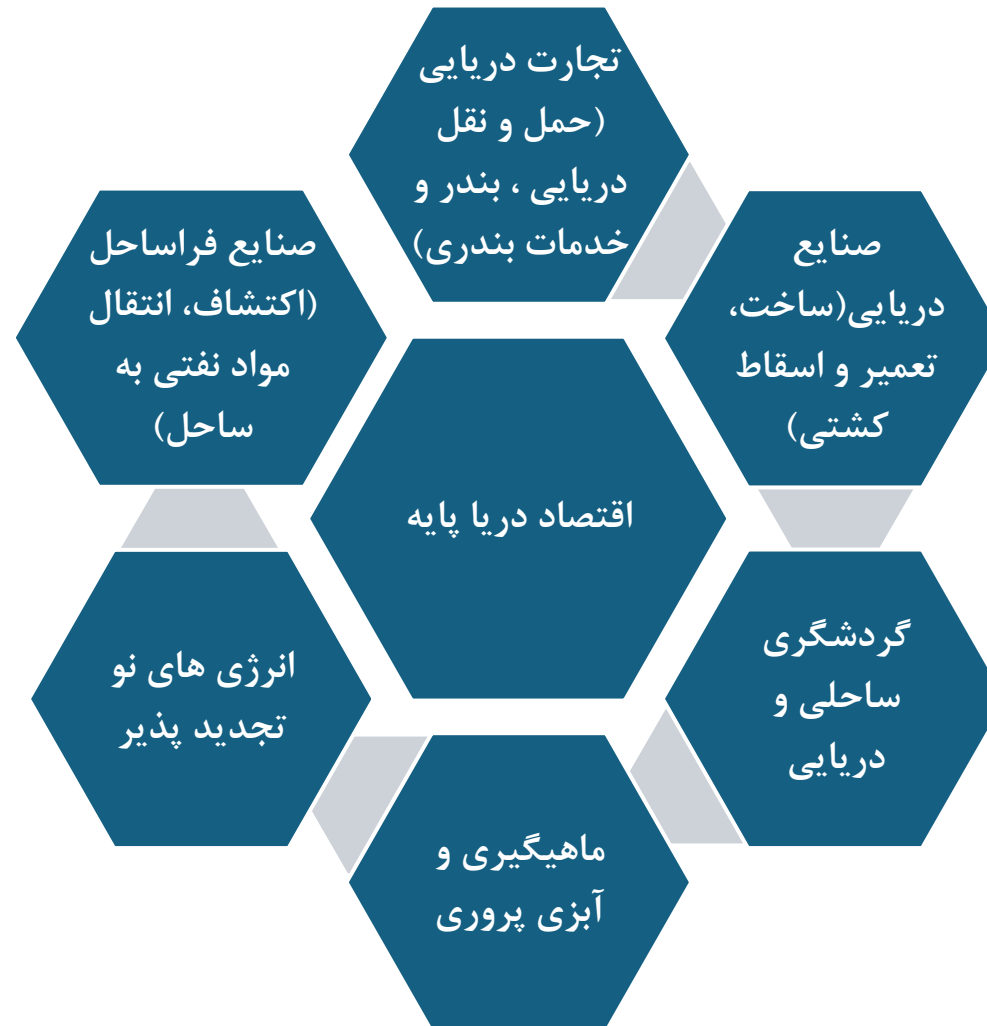 تجارت دریایی
(حمل و نقل
دریایی ، بندر و
خدمات بندری)
صنایع
دریایی(ساخت،
تعمیر و اسقاط
کشتی)
گردشگری
ساحلی و
دریایی
ماهیگیری و
آبزی پروری
انرژی های نو
تجدید پذیر
صنایع فراساحل
(اکتشاف، انتقال
مواد نفتی به
ساحل)
اقتصاد دریا پایه